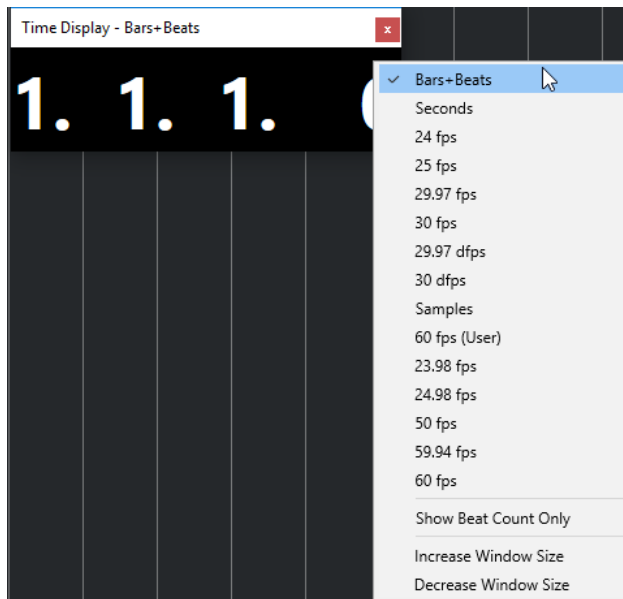 Time Display - Bars+Beats
x
1. 1. 1.
Bars+Beats
Seconds
24 fps
25 fps
29.97 fps
30 fps
29.97 dfps
30 dfps
Samples
60 fps (User)
23.98 fps
24.98 fps
50 fps
59.94 fps
60 fps
Show Beat Count Only
Increase Window Size
Decrease Window Size